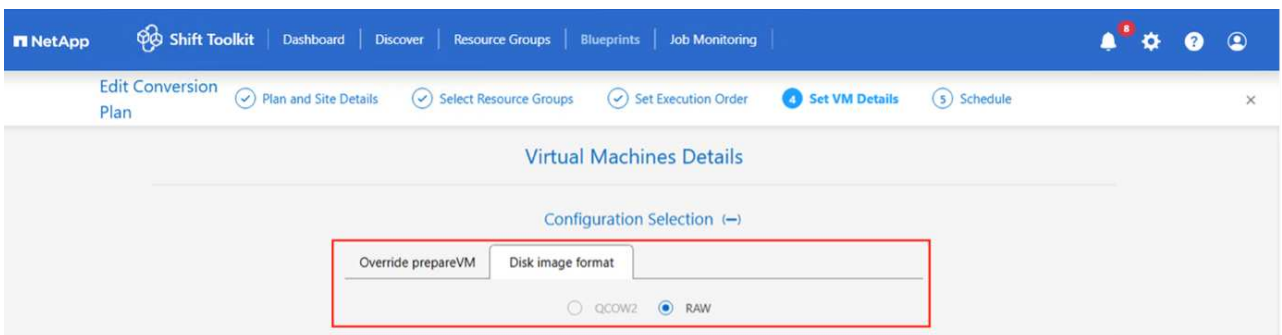 NetApp Shift Toolkit Dashboard Discover Resource Groups Blueprints Job Monitoring 8
Edit Conversion Plan
Plan and Site Details Select Resource Groups Set Execution Order 4 Set VM Details 5 Schedule
Virtual Machines Details
Configuration Selection (—)
Override prepareVM Disk image format
QCOW2 RAW